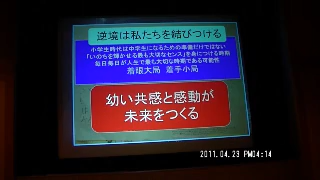 逆境は私たちを結びつける
小学生時代は中学生になるための準備だけではない
「いのちを輝かせる最も大切なセンス」を身につける時期
毎日毎日が人生で最も大切な時期である可能性
着眼大局　着手小局
幼い共感と感動が
未来をつくる
2011.04.23 PM04:14